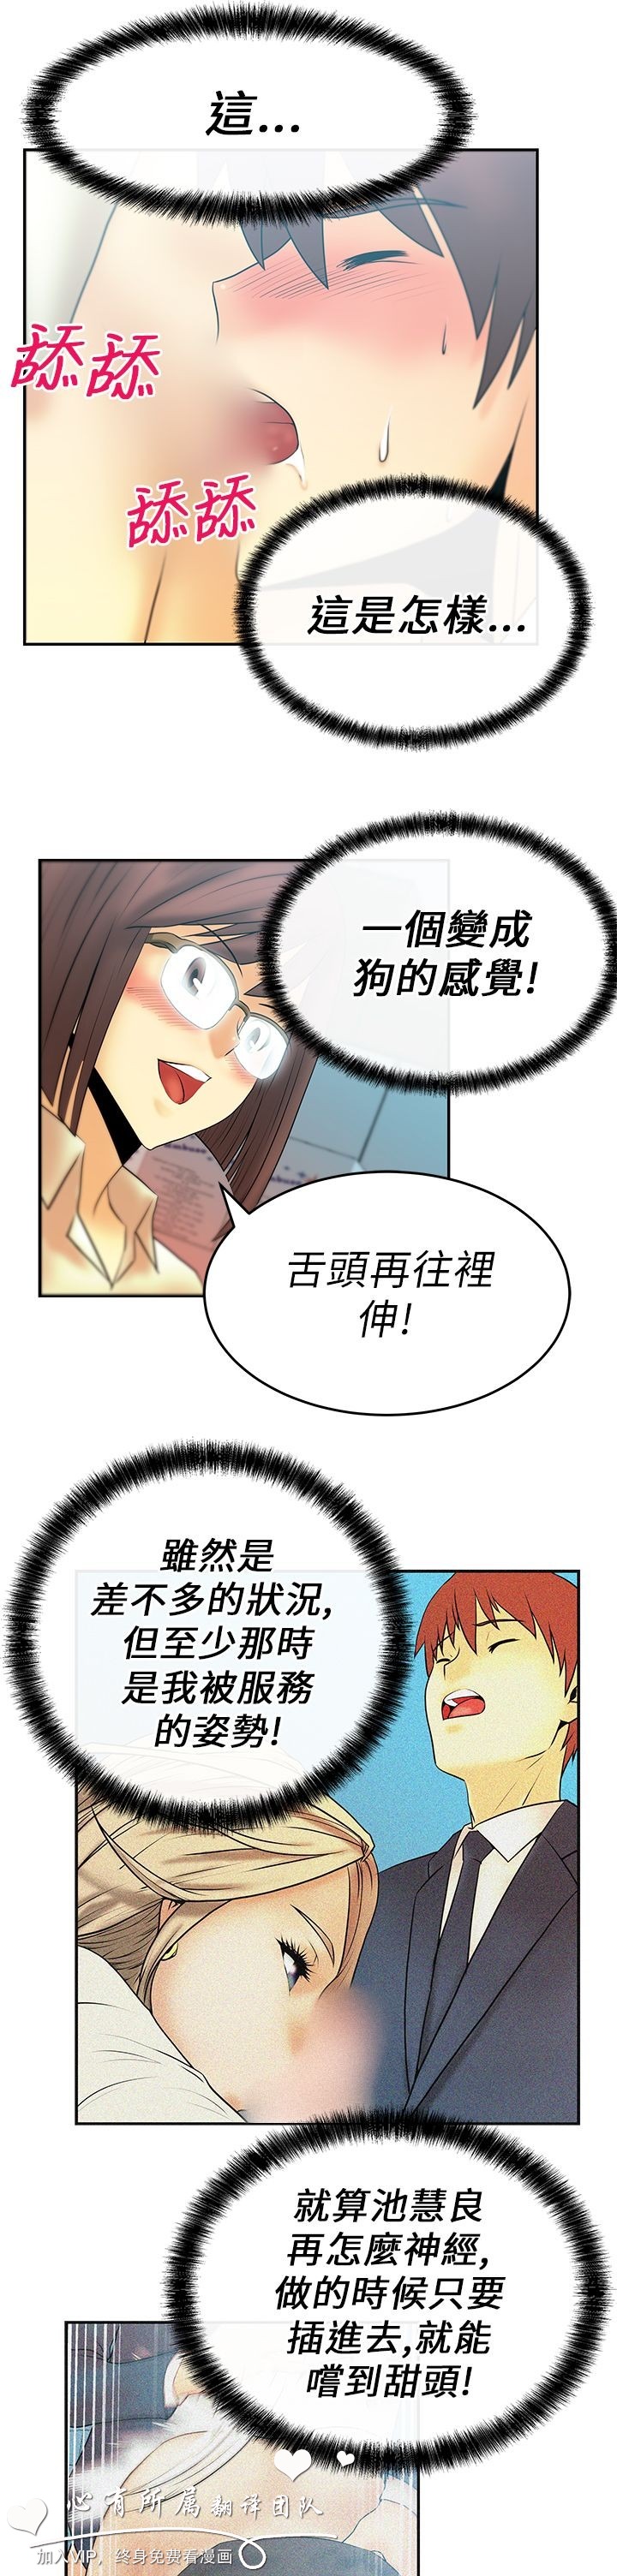 這...
舔舔
舔舔
這是怎樣...
一個變成
狗的感覺!
舌頭再往裡
伸!
雖然是
差不多的狀況,
但至少那時
是我被服務
的姿勢!
就算池慧良
再怎麼神經,
做的時候只要
插進去,就能
嚐到甜頭!
心有所属翻译团队
加入VIP，终身免费看漫画